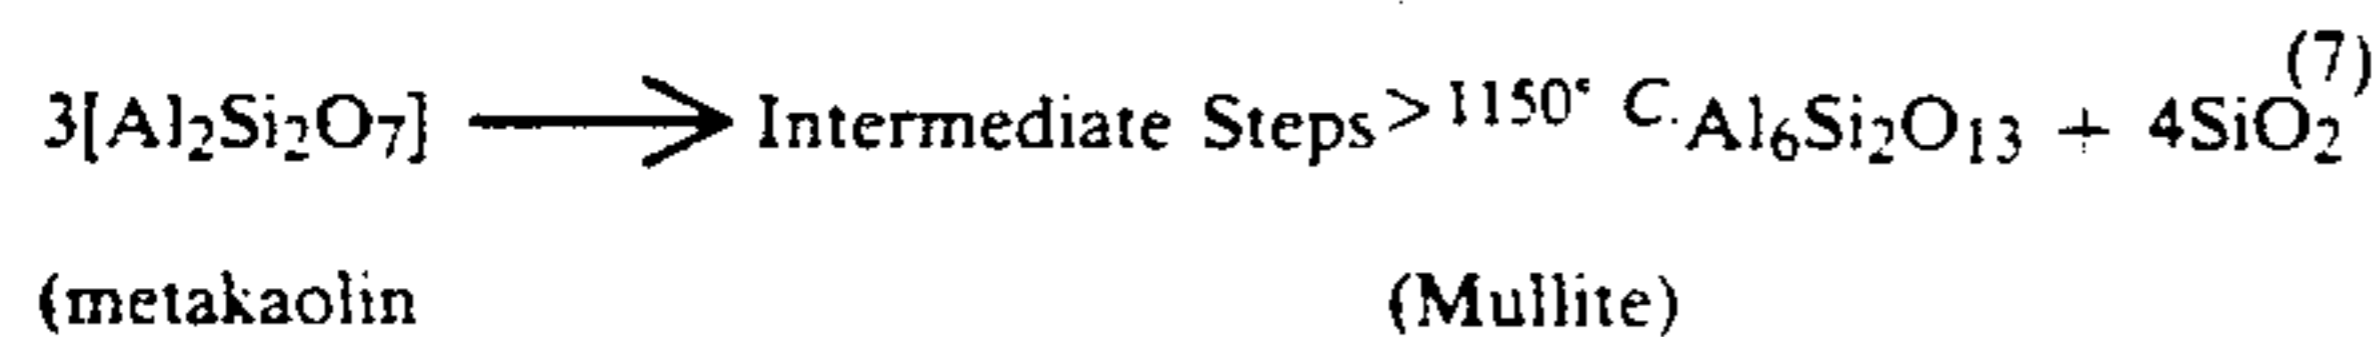 3[Al₂Si₂O₇] ⟶ Intermediate Steps > 1150° C. Al₆Si₂O₁₃ + 4SiO₂ (7)
(metakaolin (Mullite)